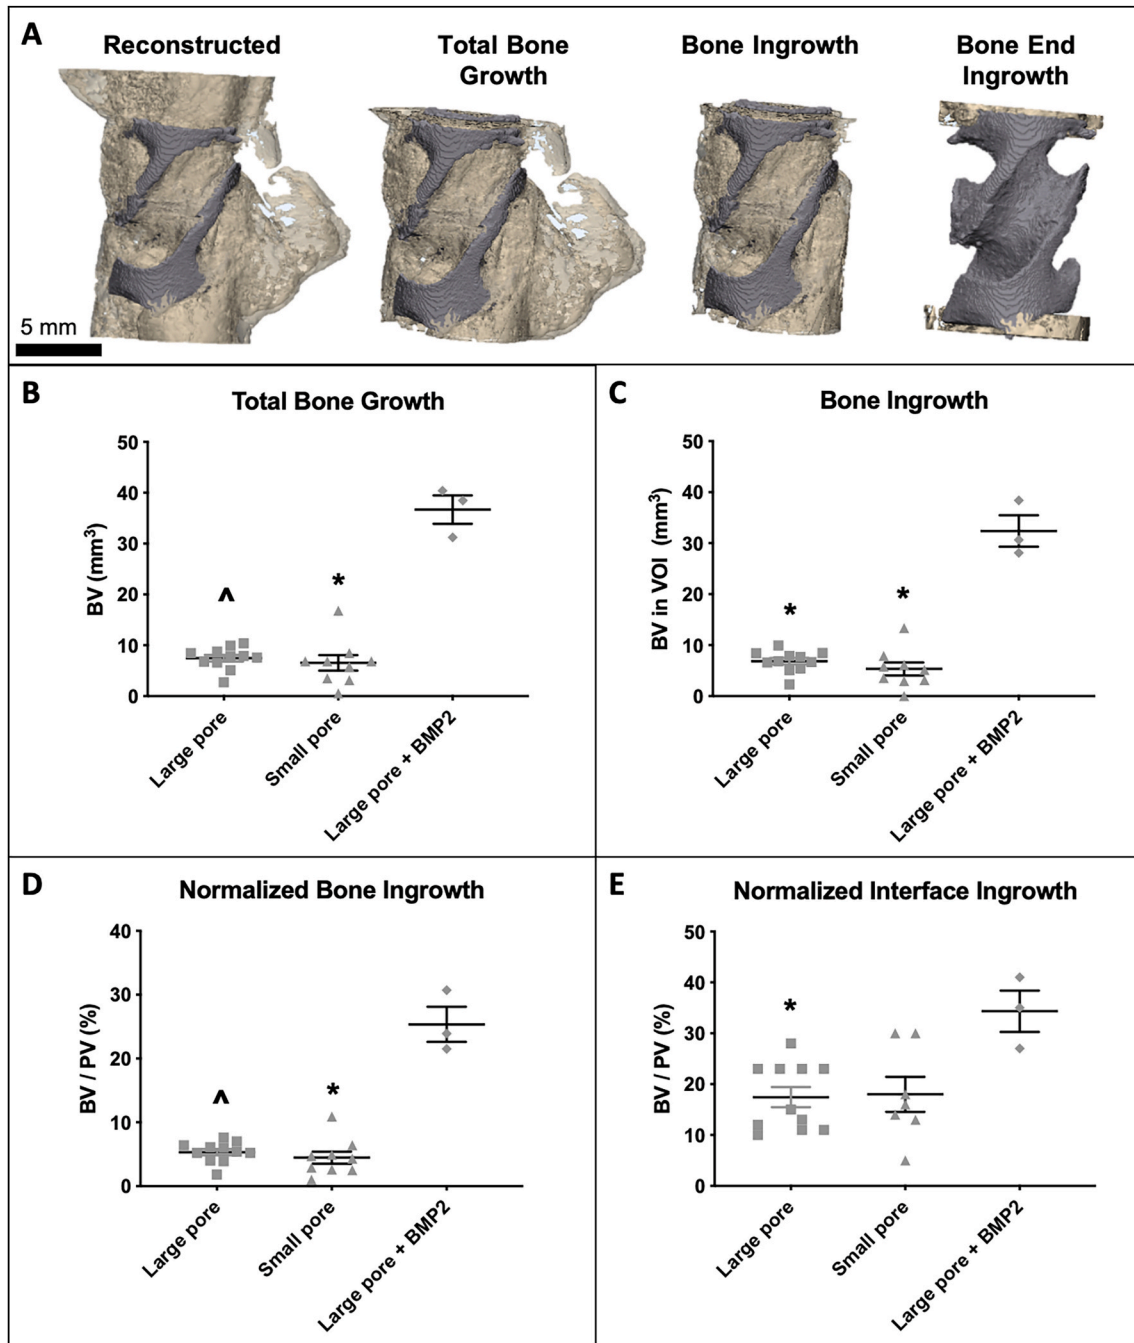 A
Reconstructed
Total Bone
Growth
Bone Ingrowth
Bone End
Ingrowth
5 mm
B
Total Bone Growth
BV (mm³)
50
40
30
20
10
0
^
*
Large pore
Small pore
Large pore + BMP2
C
Bone Ingrowth
BV in VOI (mm³)
50
40
30
20
10
0
*
*
Large pore
Small pore
Large pore + BMP2
D
Normalized Bone Ingrowth
BV / PV (%)
40
30
20
10
0
^
*
Large pore
Small pore
Large pore + BMP2
E
Normalized Interface Ingrowth
BV / PV (%)
50
40
30
20
10
0
*
Large pore
Small pore
Large pore + BMP2